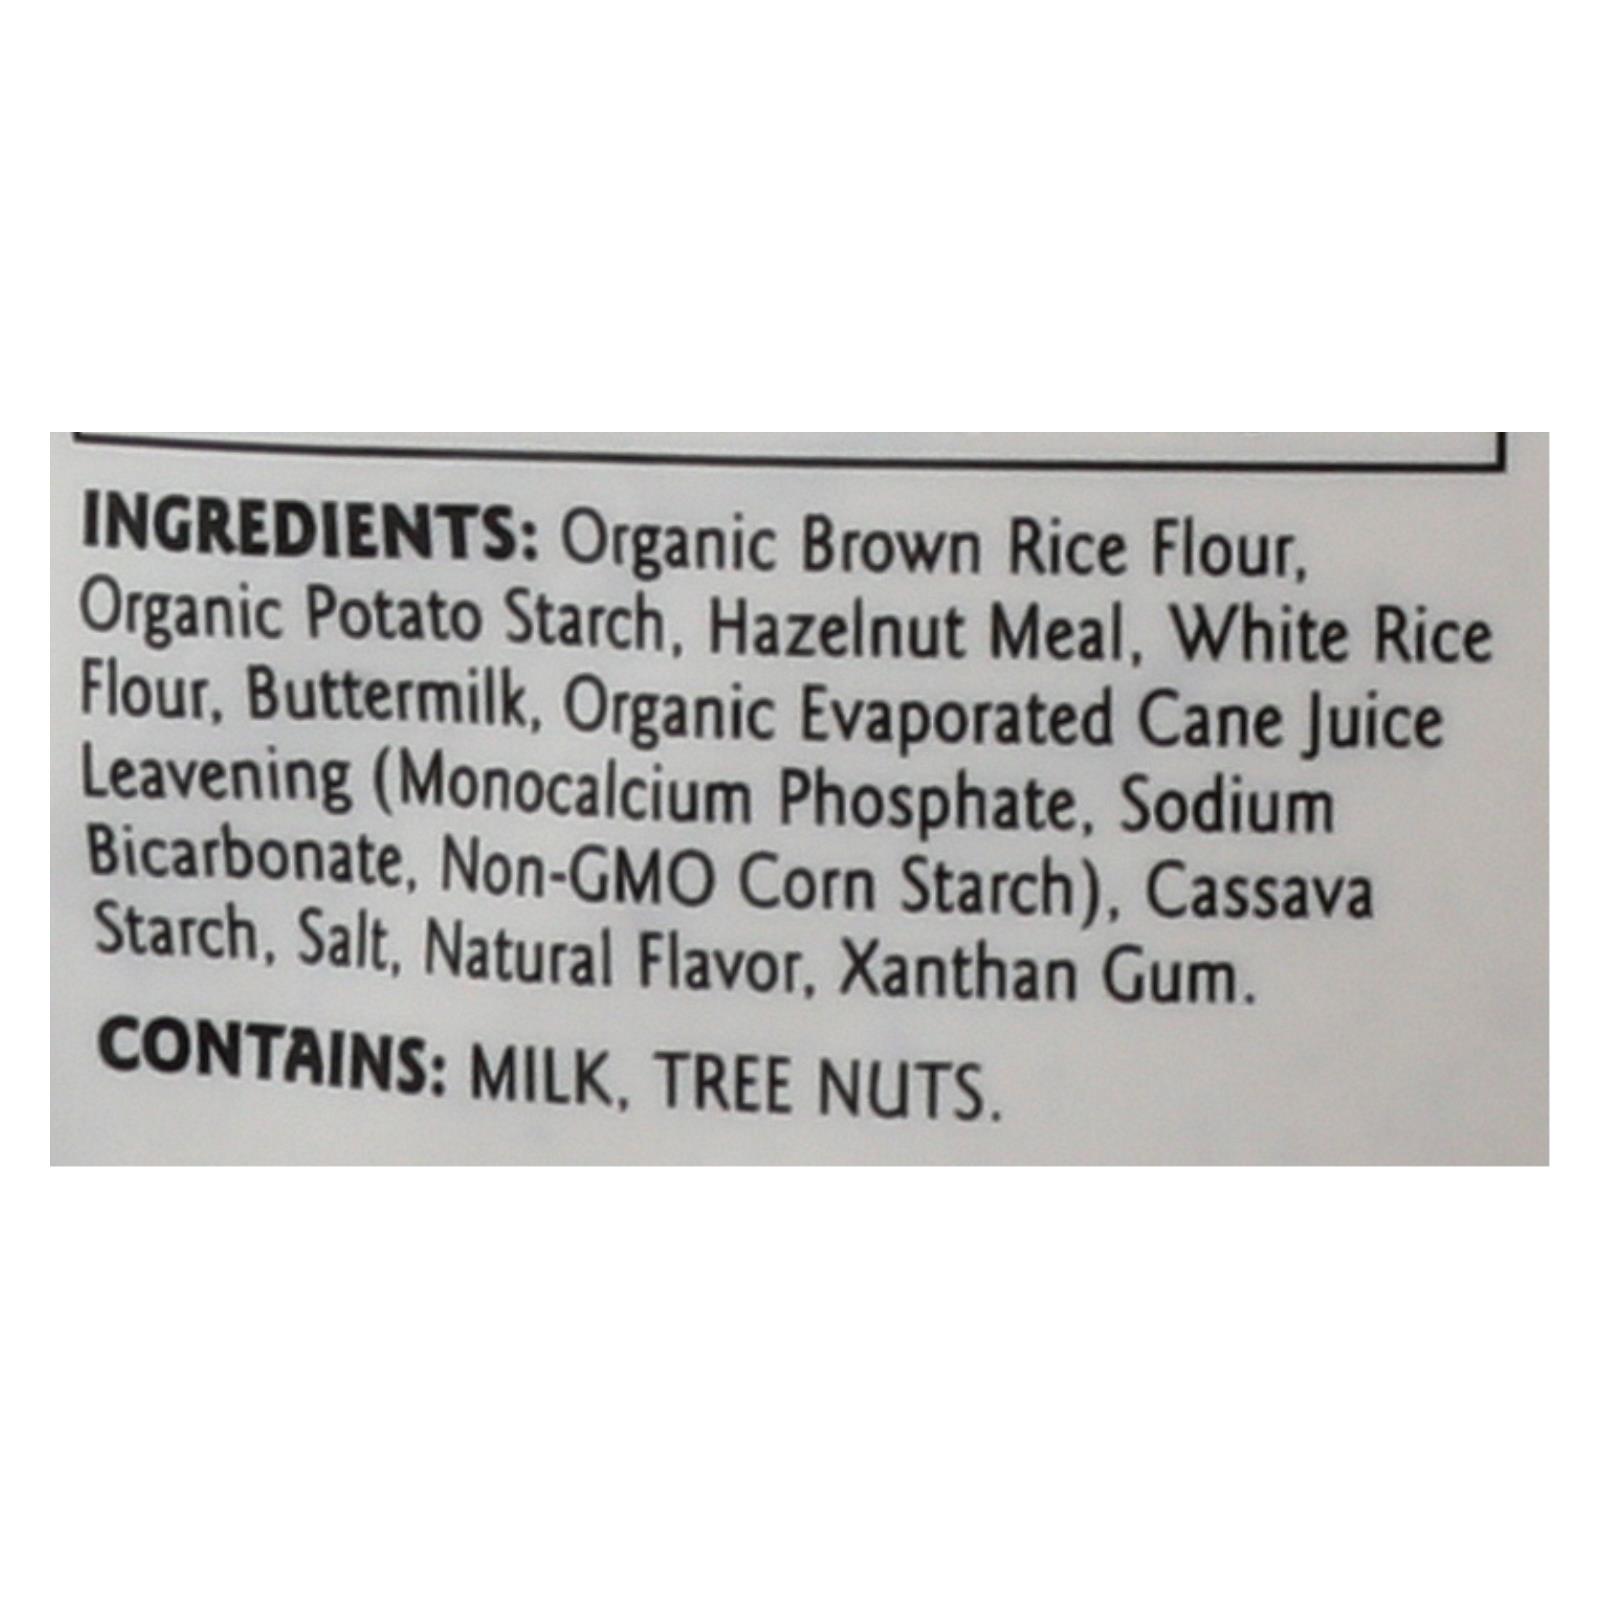 INGREDIENTS: Organic Brown Rice Flour,
Organic Potato Starch, Hazelnut Meal, White Rice
Flour, Buttermilk, Organic Evaporated Cane Juice
Leavening (Monocalcium Phosphate, Sodium
Bicarbonate, Non-GMO Corn Starch), Cassava
Starch, Salt, Natural Flavor, Xanthan Gum.
CONTAINS: MILK, TREE NUTS.